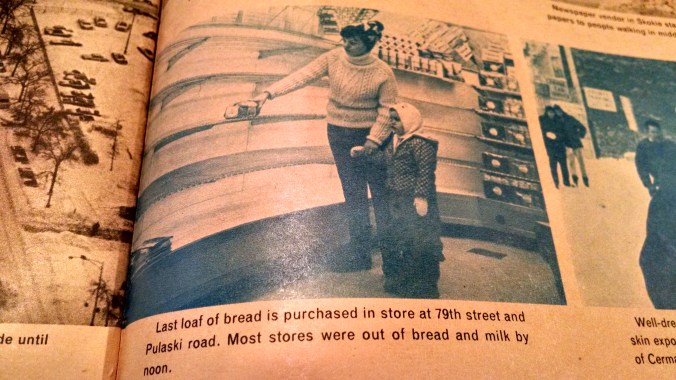 Newspaper vendor in Skokie
papers to people walking in
de until
Last loaf of bread is purchased in store at 79th street and
Pulaski road. Most stores were out of bread and milk by
noon.
Well-dre
skin expo
of Cerma